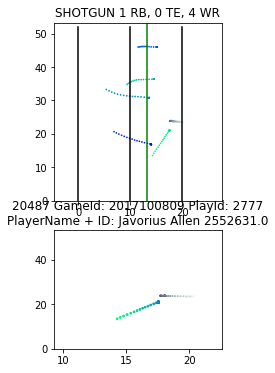 SHOTGUN 1 RB, 0 TE, 4 WR
50
40
30
20
10
0
0 10 20
20487 GameId: 2017100809 PlayId: 2777
PlayerName + ID: Javorius Allen 2552631.0
40
20
0
10 15 20